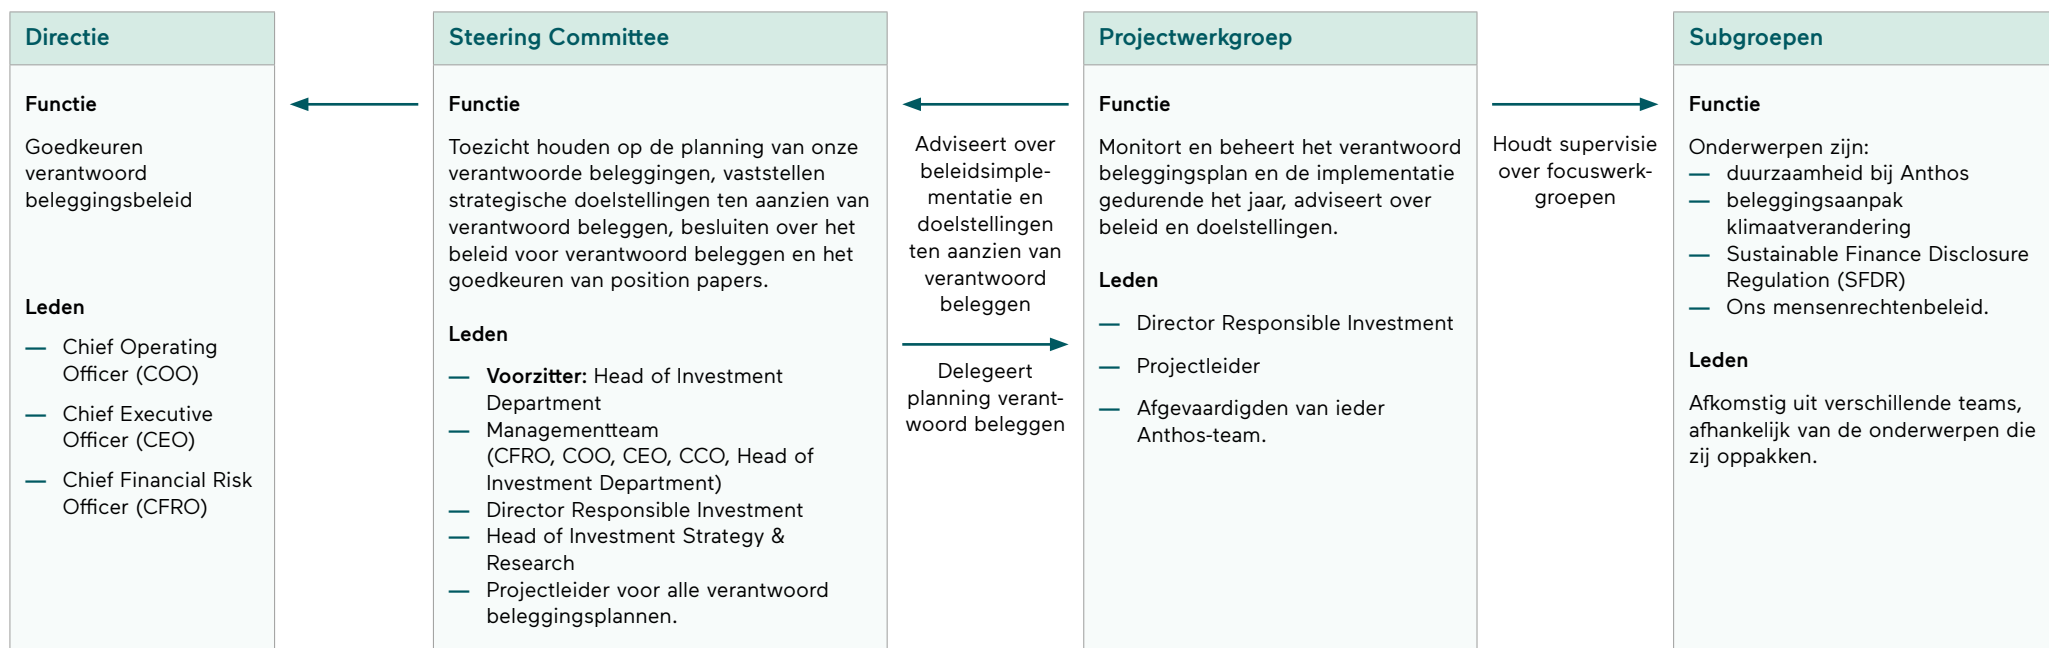 Directie
Functie
Goedkeuren
verantwoord
beleggingsbeleid
Leden
— Chief Operating
Officer (COO)
— Chief Executive
Officer (CEO)
— Chief Financial Risk
Officer (CFRO)
Steering Committee
Functie
Toezicht houden op de planning van onze
verantwoorde beleggingen, vaststellen
strategische doelstellingen ten aanzien van
verantwoord beleggen, besluiten over het
beleid voor verantwoord beleggen en het
goedkeuren van position papers.
Leden
— Voorzitter: Head of Investment
Department
— Managementteam
(CFRO, COO, CEO, CCO, Head of
Investment Department)
— Director Responsible Investment
— Head of Investment Strategy &
Research
— Projectleider voor alle verantwoord
beleggingsplannen.
Adviseert over
beleidsimple-
mentatie en
doelstellingen
ten aanzien van
verantwoord
beleggen
Delegeert
planning verant-
woord beleggen
Projectwerkgroep
Functie
Monitort en beheert het verantwoord
beleggingsplan en de implementatie
gedurende het jaar, adviseert over
beleid en doelstellingen.
Leden
— Director Responsible Investment
— Projectleider
— Afgevaardigden van ieder
Anthos-team.
Houdt supervisie
over focuswerk-
groepen
Subgroepen
Functie
Onderwerpen zijn:
— duurzaamheid bij Anthos
— beleggingsaanpak
klimaatverandering
— Sustainable Finance Disclosure
Regulation (SFDR)
— Ons mensenrechtenbeleid.
Leden
Afkomstig uit verschillende teams,
afhankelijk van de onderwerpen die
zij oppakken.